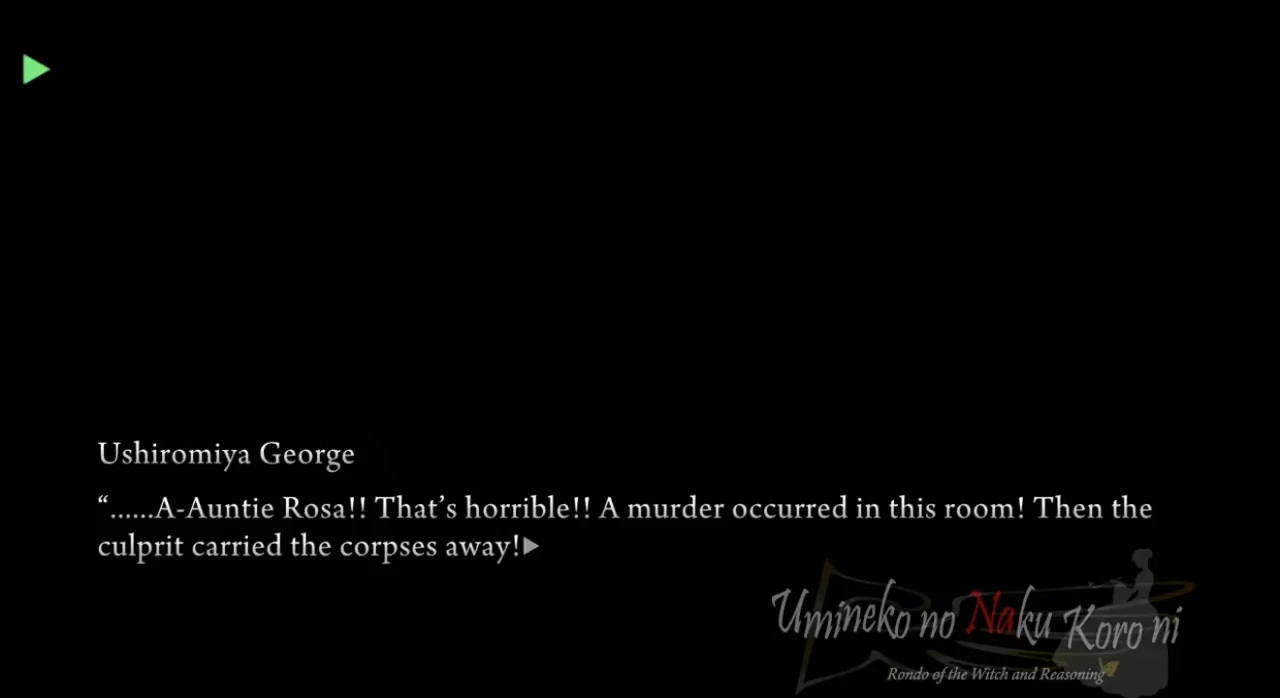 Ushiromiya George
“......A-Auntie Rosa!! That’s horrible!! A murder occurred in this room! Then the
culprit carried the corpses away!
Umineko no Naku Koro ni
Rondo of the Witch and Reasoning